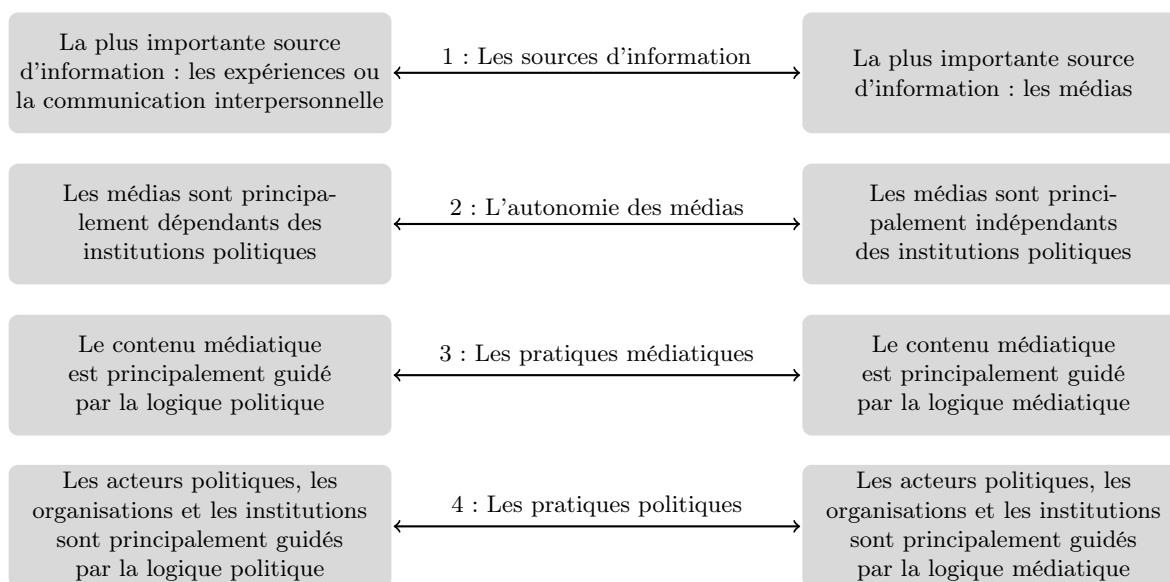 La plus importante source
d'information : les expériences ou
la communication interpersonnelle
1 : Les sources d'information
La plus importante source
d'information : les médias
Les médias sont principa-
lement dépendants des
institutions politiques
2 : L'autonomie des médias
Les médias sont princi-
palement indépendants
des institutions politiques
Le contenu médiatique
est principalement guidé
par la logique politique
3 : Les pratiques médiatiques
Le contenu médiatique
est principalement guidé
par la logique médiatique
Les acteurs politiques, les
organisations et les institutions
sont principalement guidés
par la logique politique
4 : Les pratiques politiques
Les acteurs politiques, les
organisations et les institutions
sont principalement guidés
par la logique médiatique